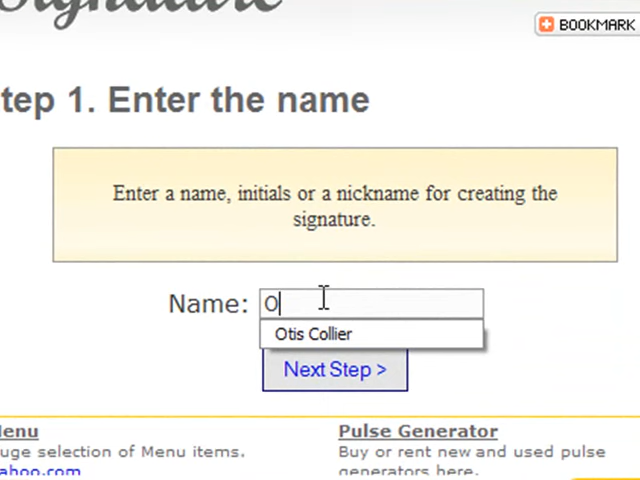 Signature
BOOKMARK
tep 1. Enter the name
Enter a name, initials or a nickname for creating the
signature.
Name: O
Otis Collier
Next Step >
enu
Pulse Generator
uge selection of Menu items.
Buy or rent new and used pulse
ahoo.com
generators here.